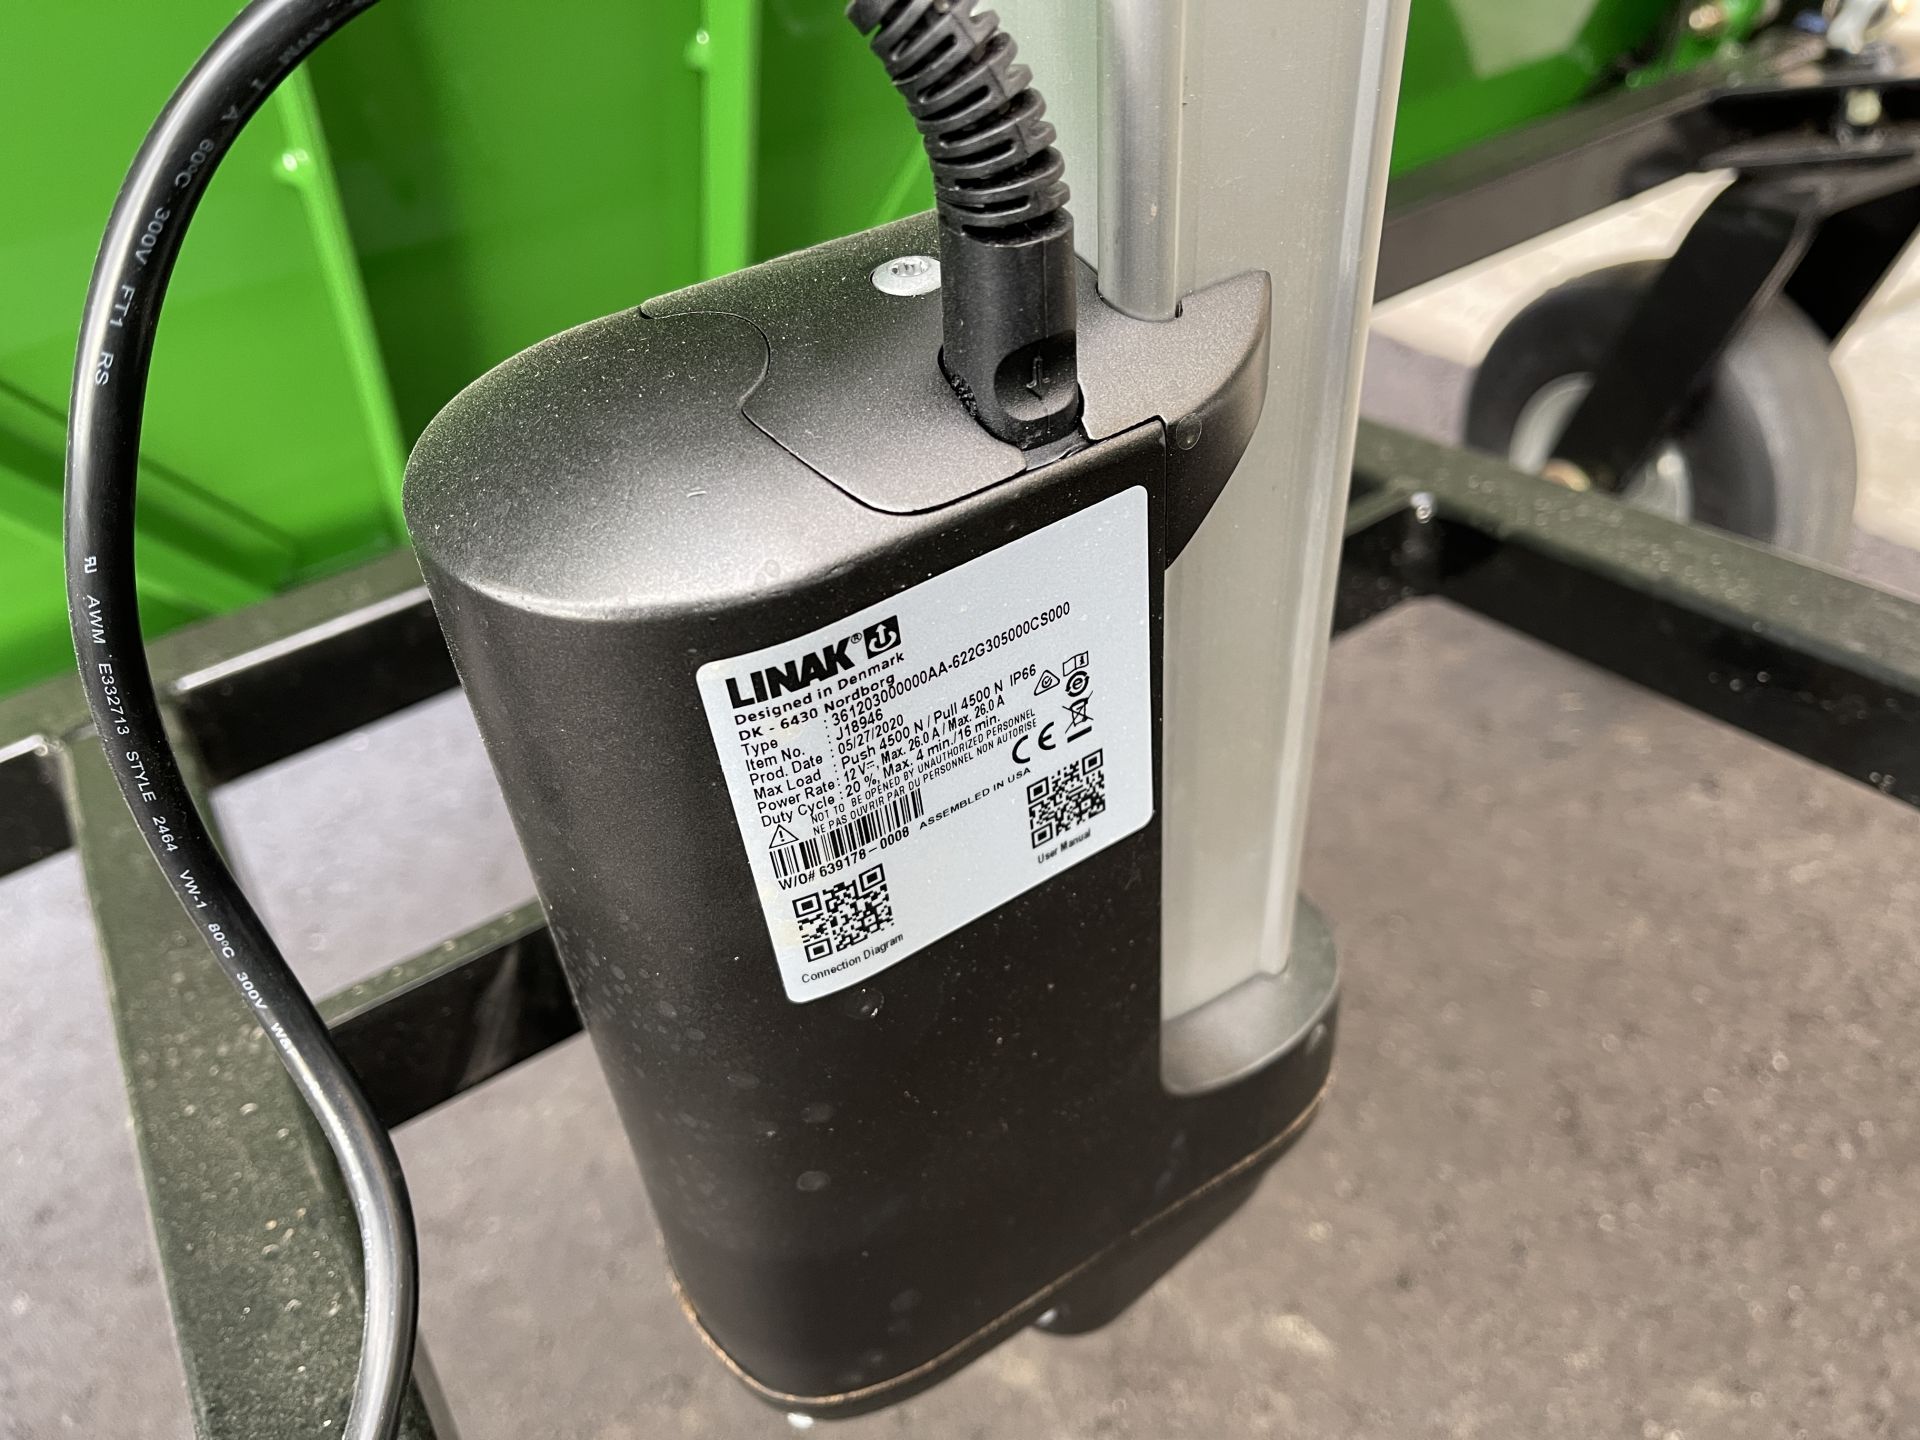 LINAK®
Designed in Denmark
DK - 6430 Nordborg
Type : 361203000000AA-622G305000CS000
Item No. : J18946
Prod. Date : 05/27/2020
Max Load : Push 4500 N / Pull 4500 N IP66
Power Rate : 12 V⎓, Max. 26.0 A / Max. 26.0 A
Duty Cycle : 20 %, Max. 4 min. / 16 min.
NOT TO BE OPENED BY UNAUTHORIZED PERSONNEL
NE PAS OUVRIR PAR DU PERSONNEL NON AUTORISE
CE
W/O# 639178-0008 ASSEMBLED IN USA
User Manual
Connection Diagram
80°C 300V FT1 RS
AWM E332713 STYLE 2464 VW-1 80°C 300V